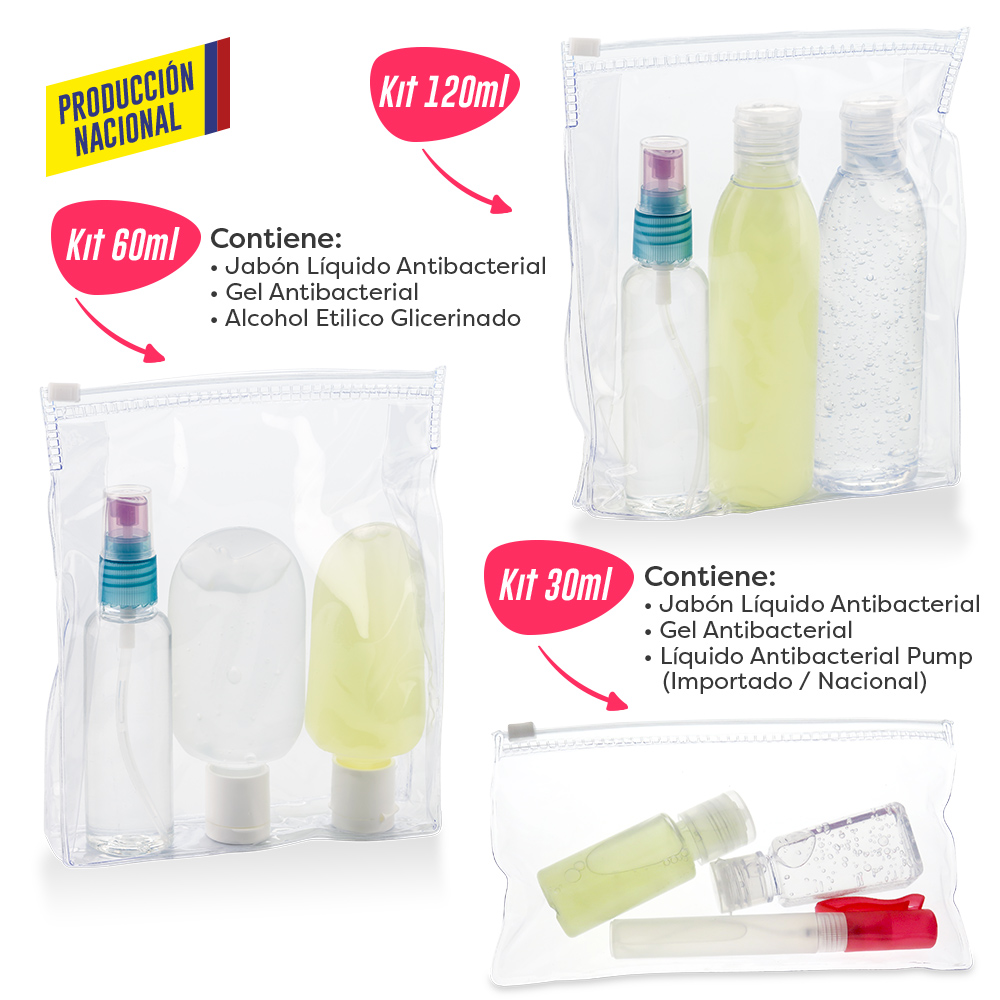 PRODUCCIÓN
NACIONAL
Kit 120ml
Kit 60ml
Contiene:
• Jabón Líquido Antibacterial
• Gel Antibacterial
• Alcohol Etilico Glicerinado
Kit 30ml
Contiene:
• Jabón Líquido Antibacterial
• Gel Antibacterial
• Líquido Antibacterial Pump
(Importado / Nacional)